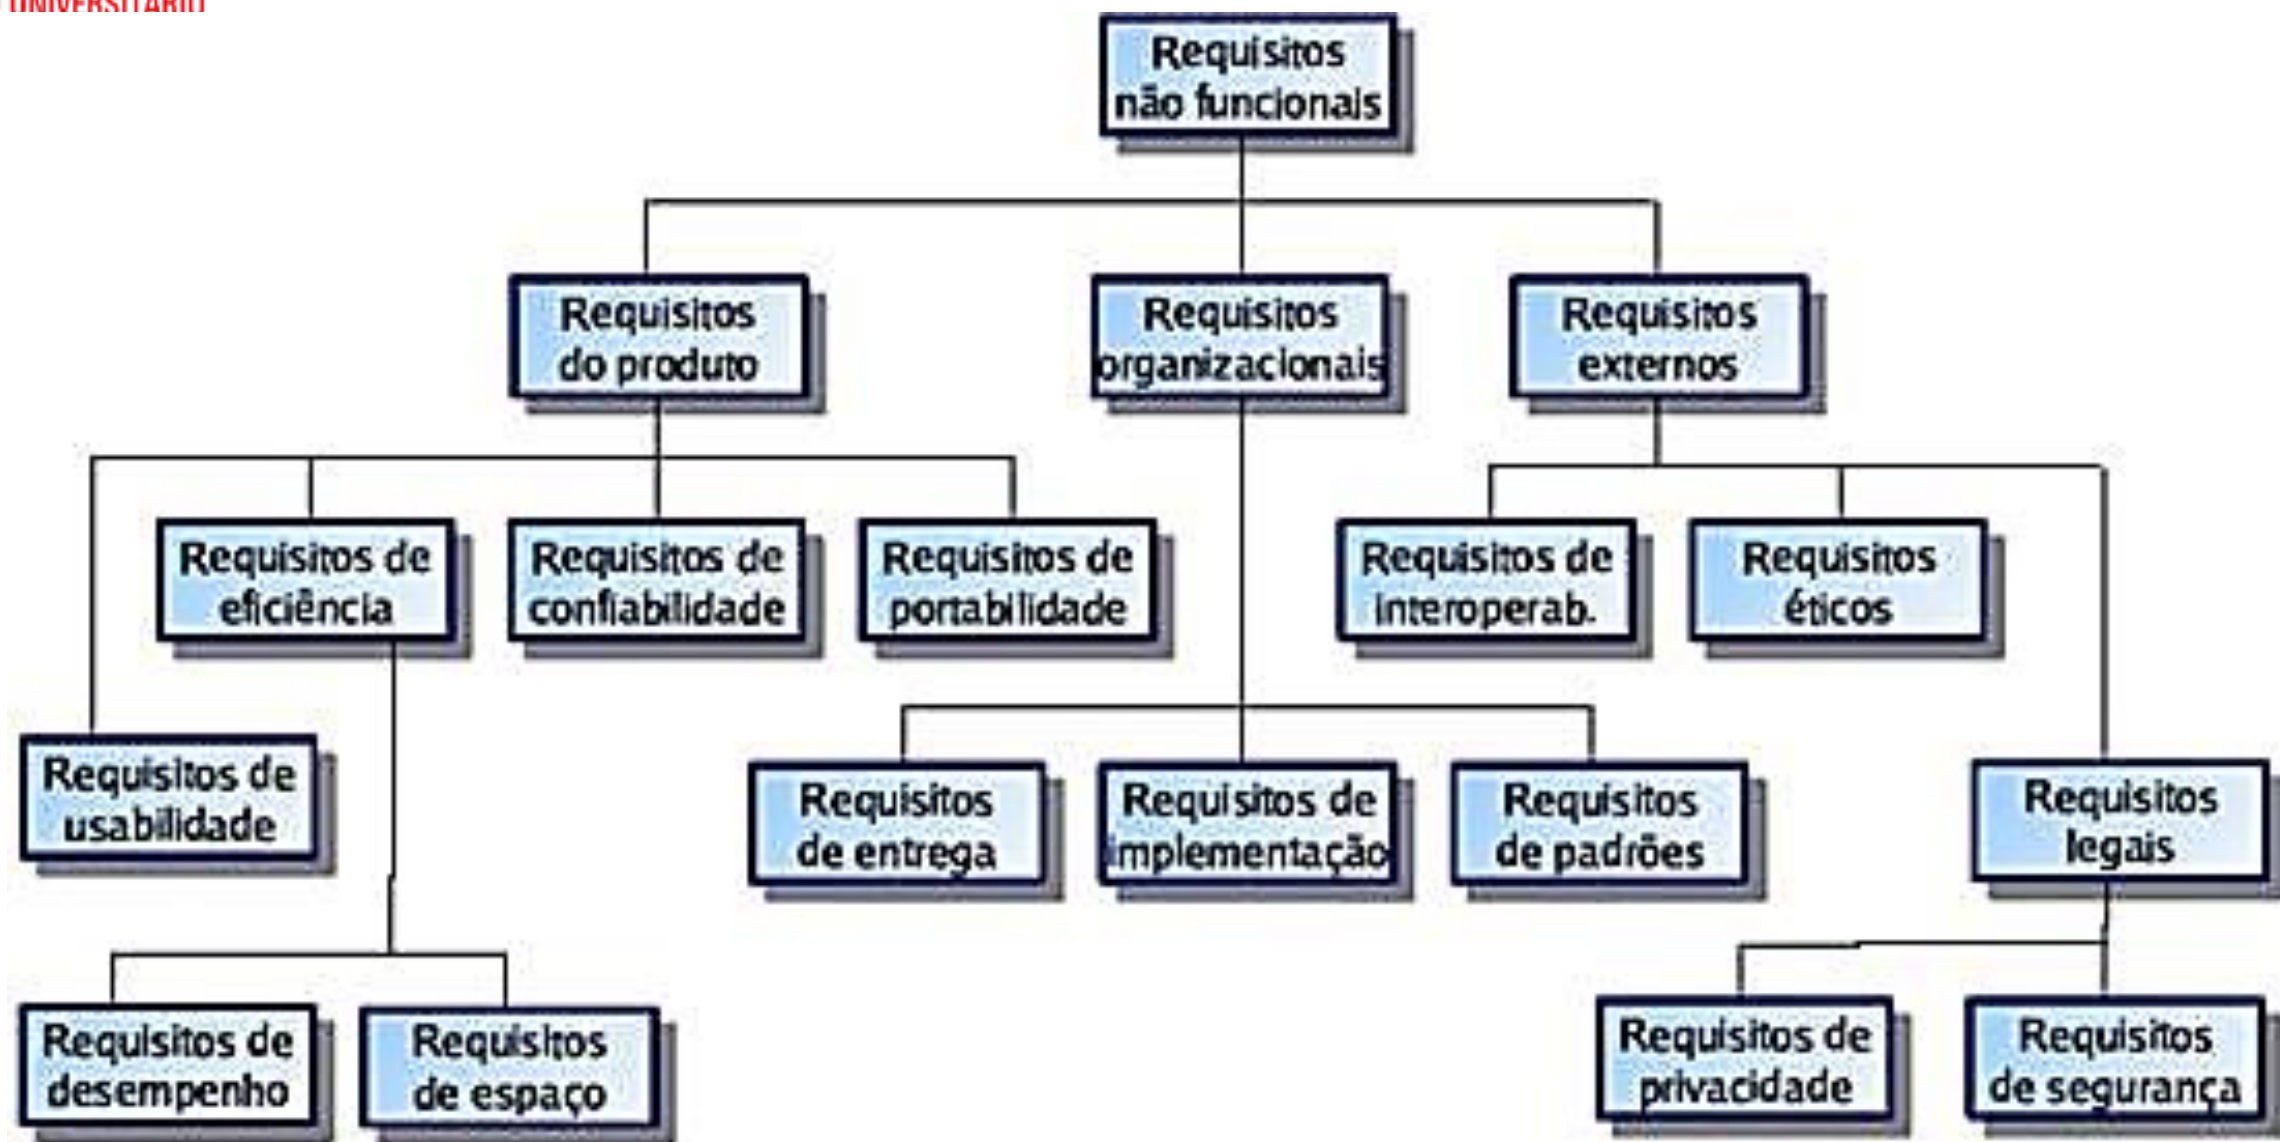 UNIVERSITÁRIO
Requisitos
não funcionais
Requisitos
do produto
Requisitos
organizacionais
Requisitos
externos
Requisitos de
eficiência
Requisitos de
confiabilidade
Requisitos de
portabilidade
Requisitos de
interoperab.
Requisitos
éticos
Requisitos de
usabilidade
Requisitos
de entrega
Requisitos de
implementação
Requisitos
de padrões
Requisitos
legais
Requisitos de
desempenho
Requisitos
de espaço
Requisitos de
privacidade
Requisitos
de segurança